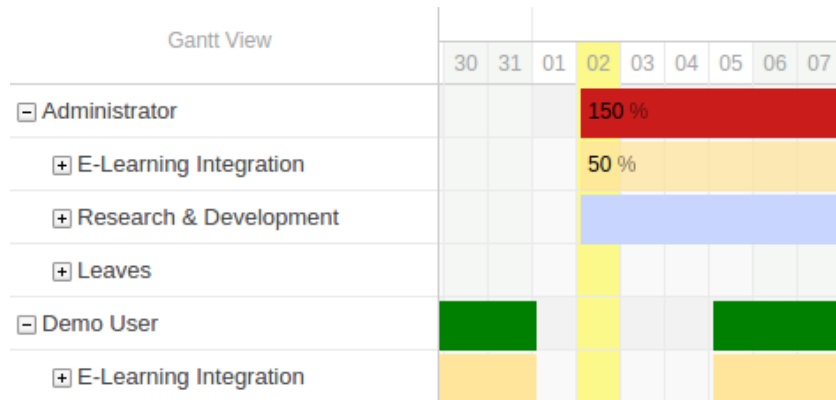 Gantt View
30 31 01 02 03 04 05 06 07
Administrator 150 %
E-Learning Integration 50 %
Research & Development
Leaves
Demo User
E-Learning Integration